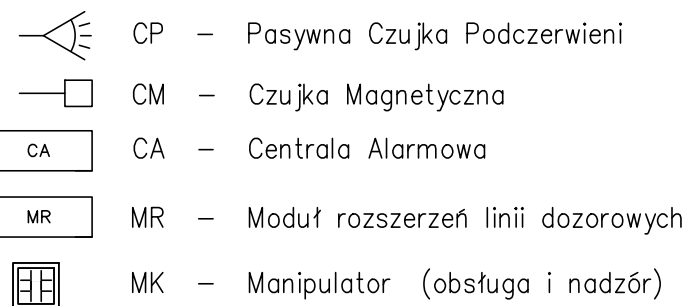 CP – Pasywna Czujka Podczerwieni
CM – Czujka Magnetyczna
CA CA – Centrala Alarmowa
MR MR – Moduł rozszerzeń linii dozorowych
MK – Manipulator (obsługa i nadzór)